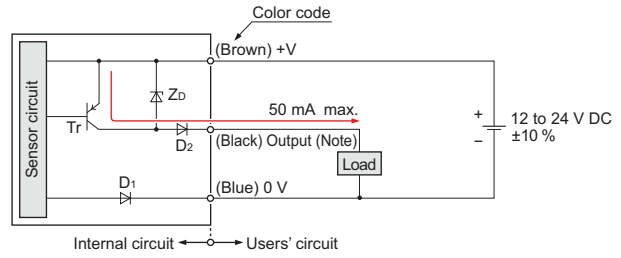 Color code
(Brown) +V
Sensor circuit
Tr
ZD
D2
50 mA max.
(Black) Output (Note)
Load
+
−
12 to 24 V DC
±10 %
D1
(Blue) 0 V
Internal circuit
Users' circuit